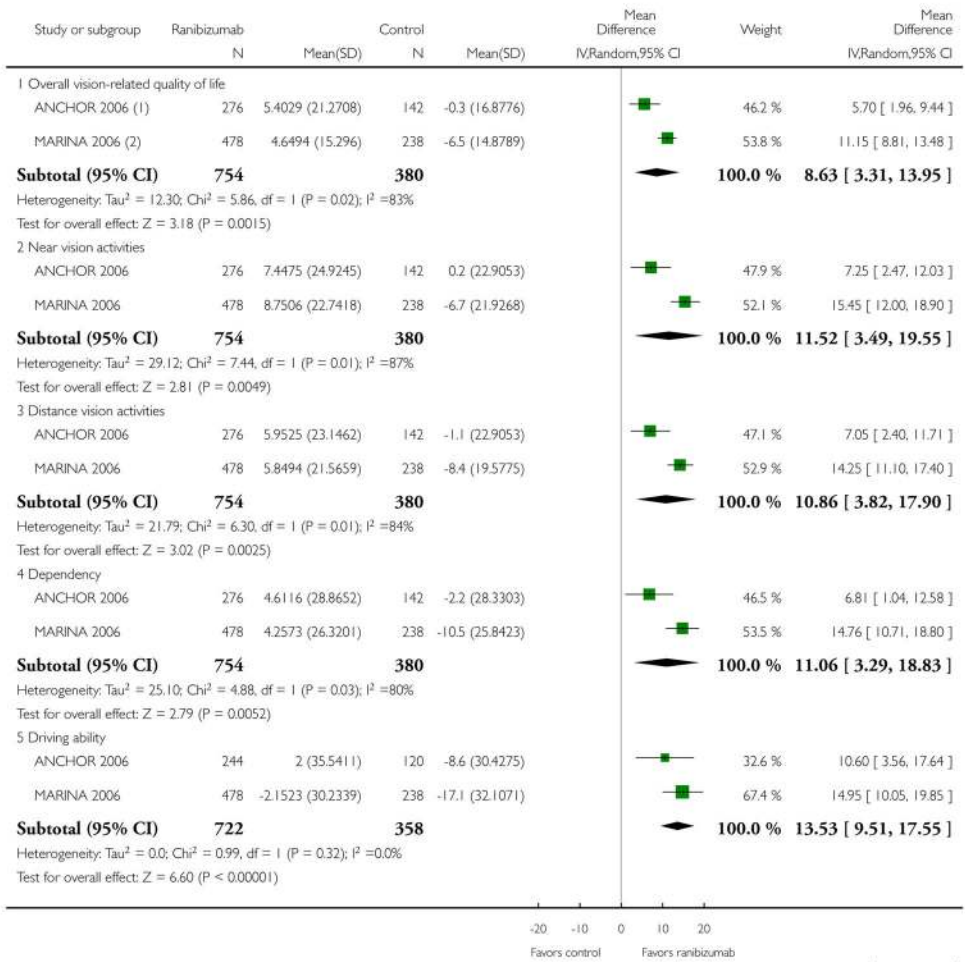 Study or subgroup Ranibizumab Control Mean Difference Weight Mean Difference
N Mean(SD) N Mean(SD) IV,Random,95% CI IV,Random,95% CI
1 Overall vision-related quality of life
ANCHOR 2006 (1) 276 5.4029 (21.2708) 142 -0.3 (16.8776) 46.2 % 5.70 [ 1.96, 9.44 ]
MARINA 2006 (2) 478 4.6494 (15.296) 238 -6.5 (14.8789) 53.8 % 11.15 [ 8.81, 13.48 ]
Subtotal (95% CI) 754 380 100.0 % 8.63 [ 3.31, 13.95 ]
Heterogeneity: Tau² = 12.30; Chi² = 5.86, df = 1 (P = 0.02); I² =83%
Test for overall effect: Z = 3.18 (P = 0.0015)
2 Near vision activities
ANCHOR 2006 276 7.4475 (24.9245) 142 0.2 (22.9053) 47.9 % 7.25 [ 2.47, 12.03 ]
MARINA 2006 478 8.7506 (22.7418) 238 -6.7 (21.9268) 52.1 % 15.45 [ 12.00, 18.90 ]
Subtotal (95% CI) 754 380 100.0 % 11.52 [ 3.49, 19.55 ]
Heterogeneity: Tau² = 29.12; Chi² = 7.44, df = 1 (P = 0.01); I² =87%
Test for overall effect: Z = 2.81 (P = 0.0049)
3 Distance vision activities
ANCHOR 2006 276 5.9525 (23.1462) 142 -1.1 (22.9053) 47.1 % 7.05 [ 2.40, 11.71 ]
MARINA 2006 478 5.8494 (21.5659) 238 -8.4 (19.5775) 52.9 % 14.25 [ 11.10, 17.40 ]
Subtotal (95% CI) 754 380 100.0 % 10.86 [ 3.82, 17.90 ]
Heterogeneity: Tau² = 21.79; Chi² = 6.30, df = 1 (P = 0.01); I² =84%
Test for overall effect: Z = 3.02 (P = 0.0025)
4 Dependency
ANCHOR 2006 276 4.6116 (28.8652) 142 -2.2 (28.3303) 46.5 % 6.81 [ 1.04, 12.58 ]
MARINA 2006 478 4.2573 (26.3201) 238 -10.5 (25.8423) 53.5 % 14.76 [ 10.71, 18.80 ]
Subtotal (95% CI) 754 380 100.0 % 11.06 [ 3.29, 18.83 ]
Heterogeneity: Tau² = 25.10; Chi² = 4.88, df = 1 (P = 0.03); I² =80%
Test for overall effect: Z = 2.79 (P = 0.0052)
5 Driving ability
ANCHOR 2006 244 2 (35.5411) 120 -8.6 (30.4275) 32.6 % 10.60 [ 3.56, 17.64 ]
MARINA 2006 478 -2.1523 (30.2339) 238 -17.1 (32.1071) 67.4 % 14.95 [ 10.05, 19.85 ]
Subtotal (95% CI) 722 358 100.0 % 13.53 [ 9.51, 17.55 ]
Heterogeneity: Tau² = 0.0; Chi² = 0.99, df = 1 (P = 0.32); I² =0.0%
Test for overall effect: Z = 6.60 (P < 0.00001)
-20 -10 0 10 20
Favors control Favors ranibizumab